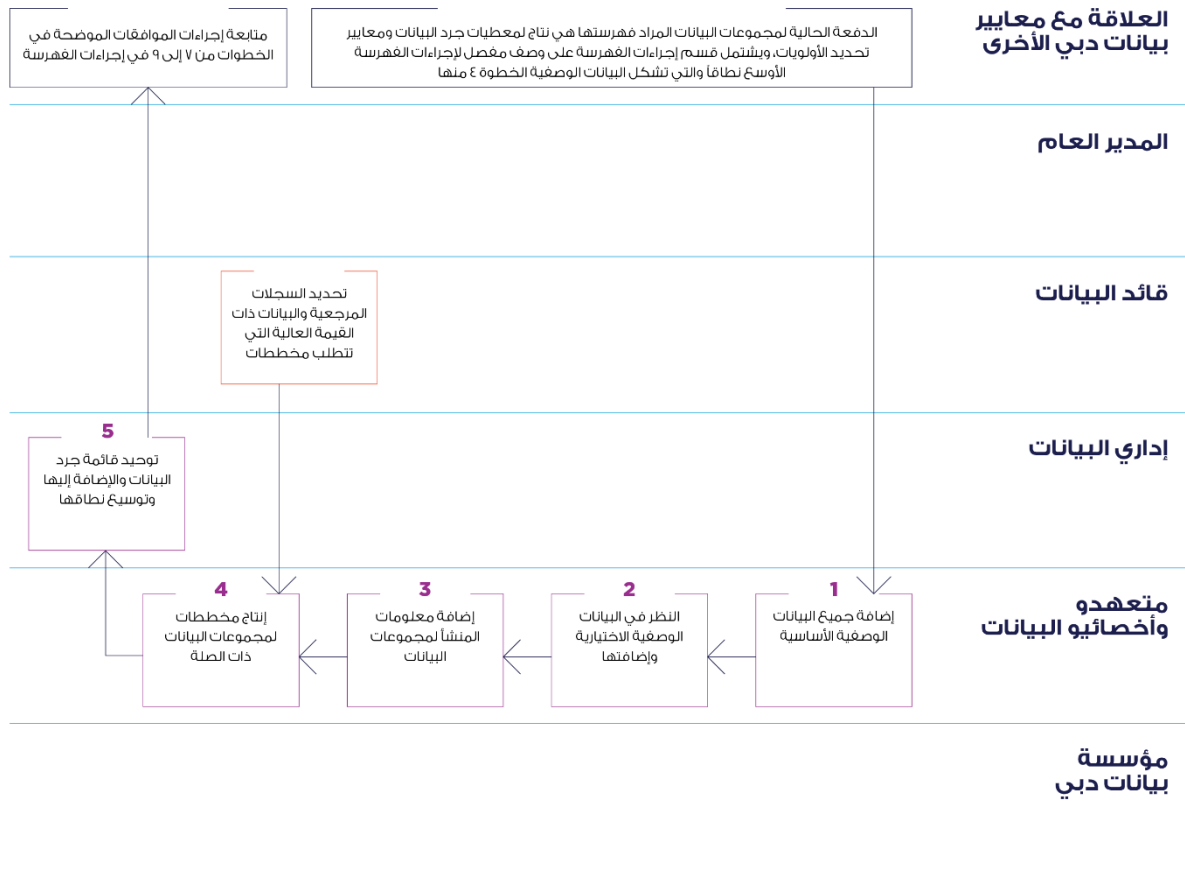 العلاقة مع معايير
بيانات دبي الأخرى
الدفعة الحالية لمجموعات البيانات المراد فهرستها هي نتاج لمعطيات جرد البيانات ومعايير
تحديد الأولويات، ويشتمل قسم إجراءات الفهرسة على وصف مفصل لإجراءات الفهرسة
الأوسع نطاقاً والتي تشكل البيانات الوصفية الخطوة ٤ منها
متابعة إجراءات الموافقات الموضحة في
الخطوات من ٧ إلى ٩ في إجراءات الفهرسة
المدير العام
قائد البيانات
تحديد السجلات
المرجعية والبيانات ذات
القيمة العالية التي
تتطلب مخططات
إداري البيانات
5
توحيد قائمة جرد
البيانات والإضافة إليها
وتوسيع نطاقها
متعهدو
وأخصائيو البيانات
1
إضافة جميع البيانات
الوصفية الأساسية
2
النظر في البيانات
الوصفية الاختيارية
وإضافتها
3
إضافة معلومات
المنشأ لمجموعات
البيانات
4
إنتاج مخططات
لمجموعات البيانات
ذات الصلة
مؤسسة
بيانات دبي